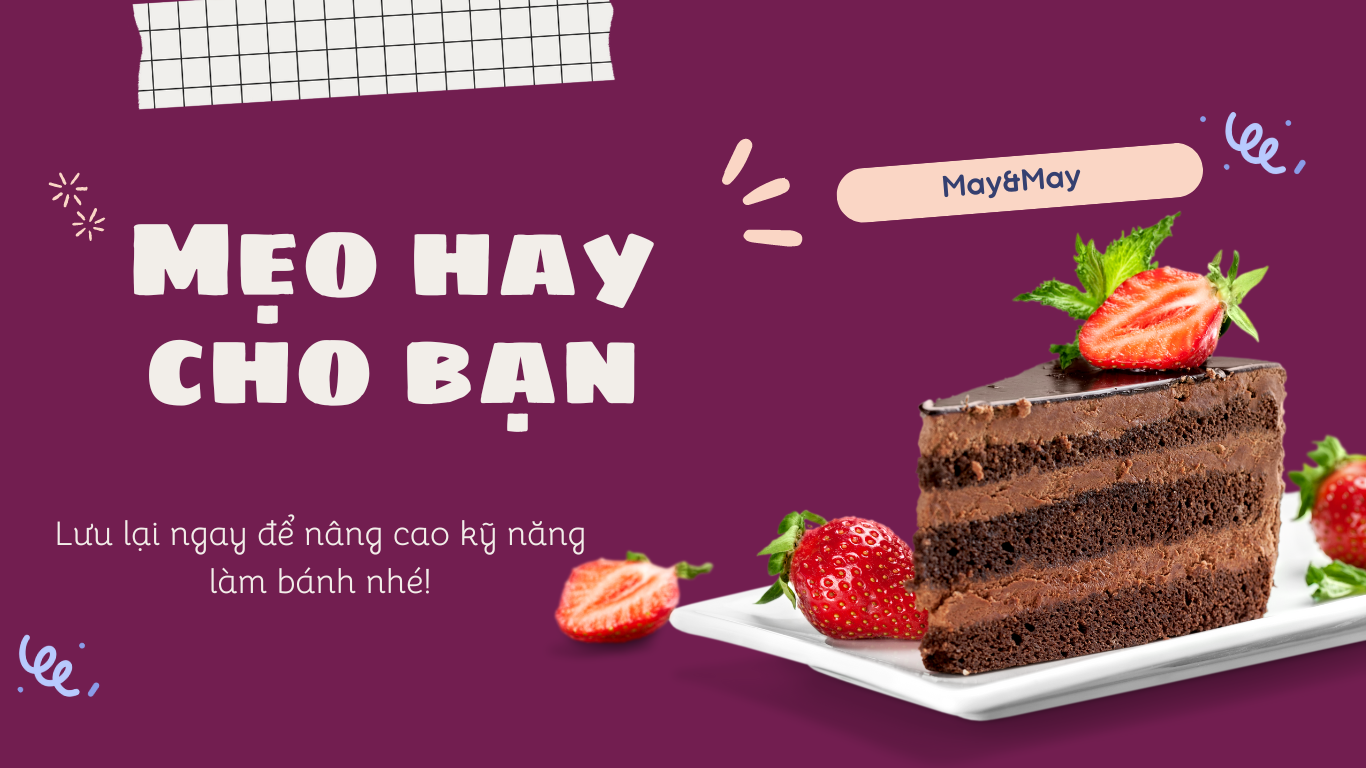 May&May
Mẹo hay
cho bạn
Lưu lại ngay để nâng cao kỹ năng
làm bánh nhé!